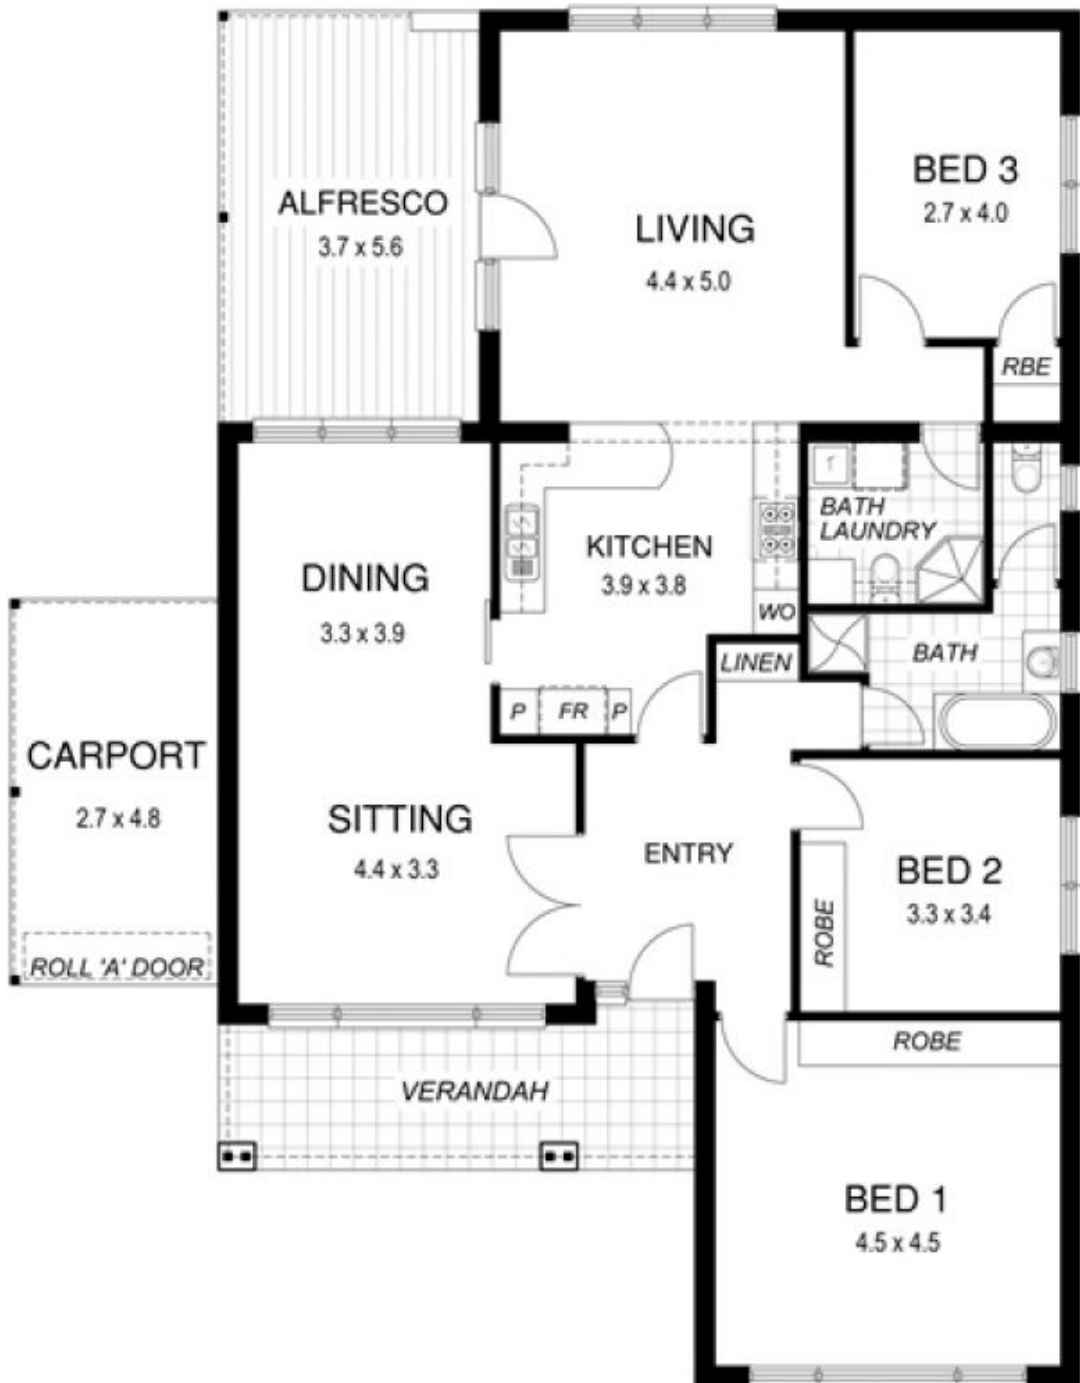 ALFRESCO
3.7 x 5.6
LIVING
4.4 x 5.0
BED 3
2.7 x 4.0
RBE
DINING
3.3 x 3.9
KITCHEN
3.9 x 3.8
WO
BATH
LAUNDRY
BATH
LINEN
P
FR
P
CARPORT
2.7 x 4.8
ROLL 'A' DOOR
SITTING
4.4 x 3.3
ENTRY
BED 2
3.3 x 3.4
ROBE
VERANDAH
ROBE
BED 1
4.5 x 4.5